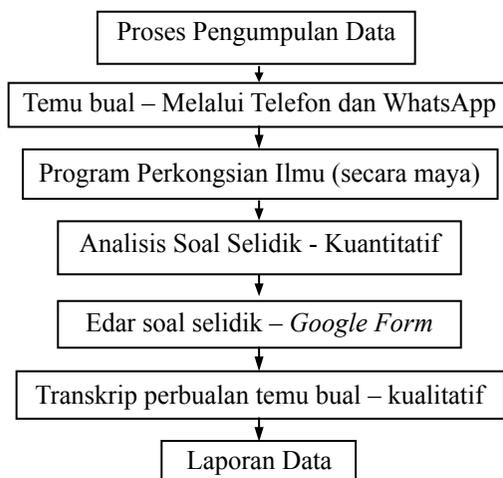 Proses Pengumpulan Data
Temu bual – Melalui Telefon dan WhatsApp
Program Perkongsian Ilmu (secara maya)
Analisis Soal Selidik - Kuantitatif
Edar soal selidik – Google Form
Transkrip perbualan temu bual – kualitatif
Laporan Data